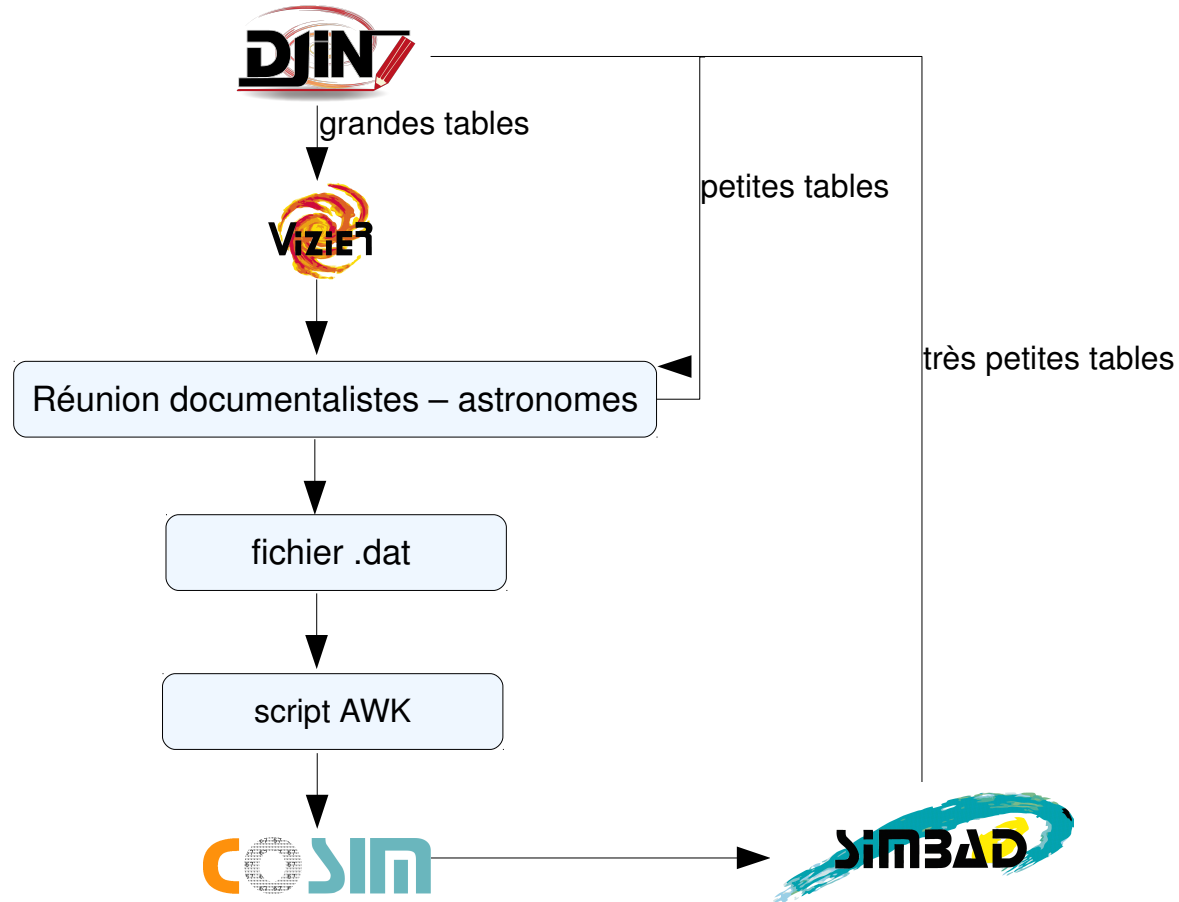 DJIN
grandes tables
petites tables
VIZIER
très petites tables
Réunion documentalistes – astronomes
fichier .dat
script AWK
COSIM
SIMBAD